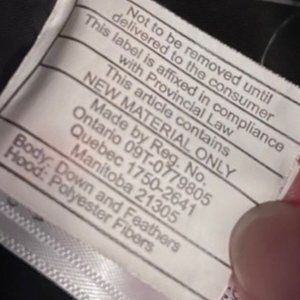 Not to be removed until
delivered to the consumer
This label is affixed in compliance
with Provincial Law
This article contains
NEW MATERIAL ONLY
Made by Reg. No.
Ontario 09T-0779805
Quebec 1750-2641
Manitoba 21305
Body: Down and Feathers
Hood: Polyester Fibers